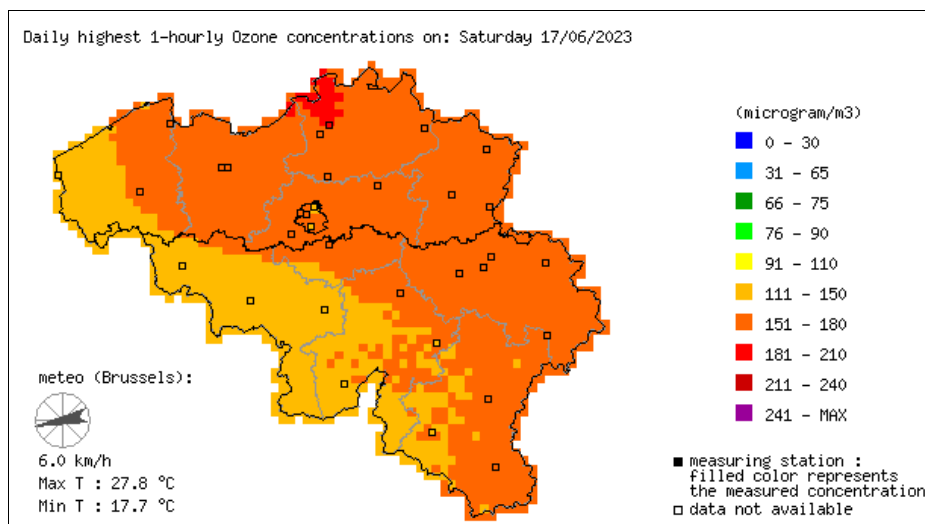 Daily highest 1-hourly Ozone concentrations on: Saturday 17/06/2023
(microgram/m3)
0 - 30
31 - 65
66 - 75
76 - 90
91 - 110
111 - 150
151 - 180
181 - 210
211 - 240
241 - MAX
meteo (Brussels):
6.0 km/h
Max T : 27.8 °C
Min T : 17.7 °C
measuring station :
filled color represents
the measured concentration
data not available